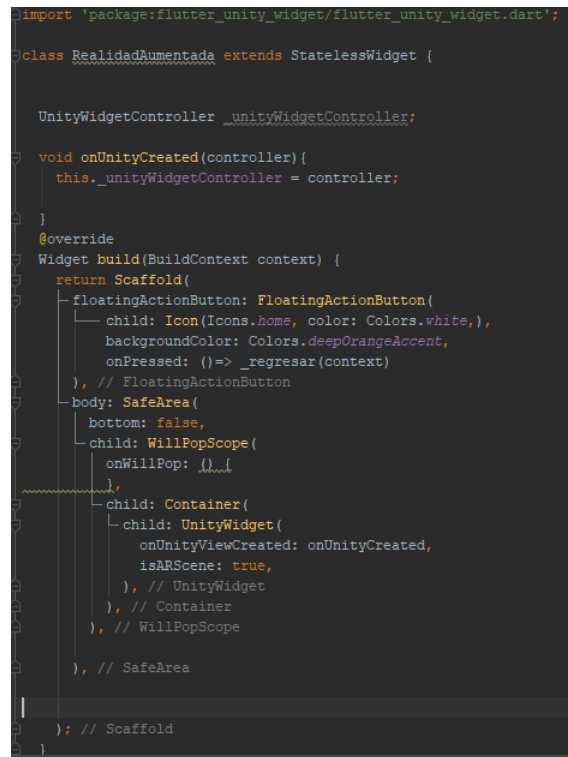 import 'package:flutter_unity_widget/flutter_unity_widget.dart';
class RealidadAumentada extends StatelessWidget {
UnityWidgetController _unityWidgetController;
void onUnityCreated(controller){
this._unityWidgetController = controller;
}
@override
Widget build(BuildContext context) {
return Scaffold(
floatingActionButton: FloatingActionButton(
child: Icon(Icons.home, color: Colors.white,),
backgroundColor: Colors.deepOrangeAccent,
onPressed: ()=> _regresar(context)
), // FloatingActionButton
body: SafeArea(
bottom: false,
child: WillPopScope(
onWillPop: () {
},
child: Container(
child: UnityWidget(
onUnityViewCreated: onUnityCreated,
isARScene: true,
), // UnityWidget
), // Container
), // WillPopScope
), // SafeArea
); // Scaffold
}